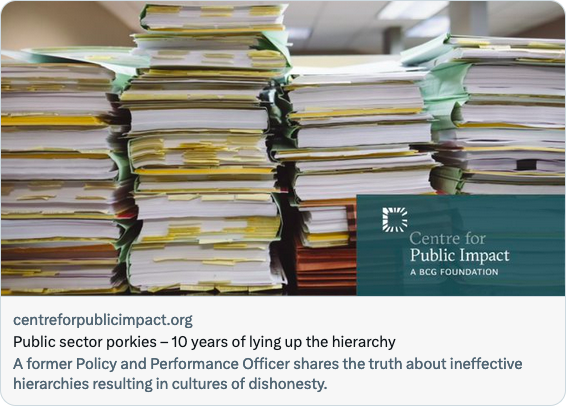 Centre for
Public Impact
A BCG FOUNDATION
centreforpublicimpact.org
Public sector porkies – 10 years of lying up the hierarchy
A former Policy and Performance Officer shares the truth about ineffective
hierarchies resulting in cultures of dishonesty.